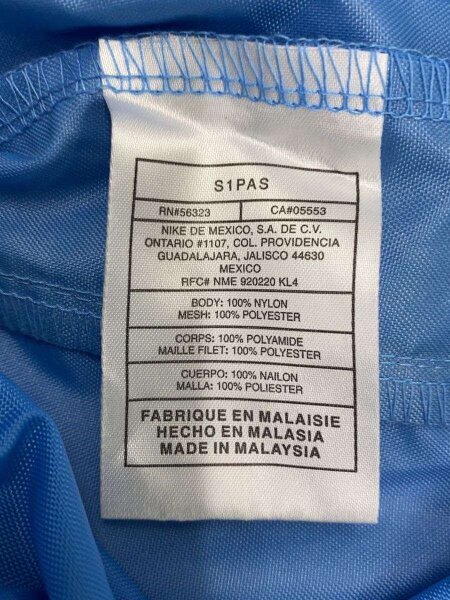 S1PAS
RN#56323 CA#05553
NIKE DE MEXICO, S.A. DE C.V.
ONTARIO #1107, COL. PROVIDENCIA
GUADALAJARA, JALISCO 44630
MEXICO
RFC# NME 920220 KL4
BODY: 100% NYLON
MESH: 100% POLYESTER
CORPS: 100% POLYAMIDE
MAILLE FILET: 100% POLYESTER
CUERPO: 100% NAILON
MALLA: 100% POLIESTER
FABRIQUE EN MALAISIE
HECHO EN MALASIA
MADE IN MALAYSIA